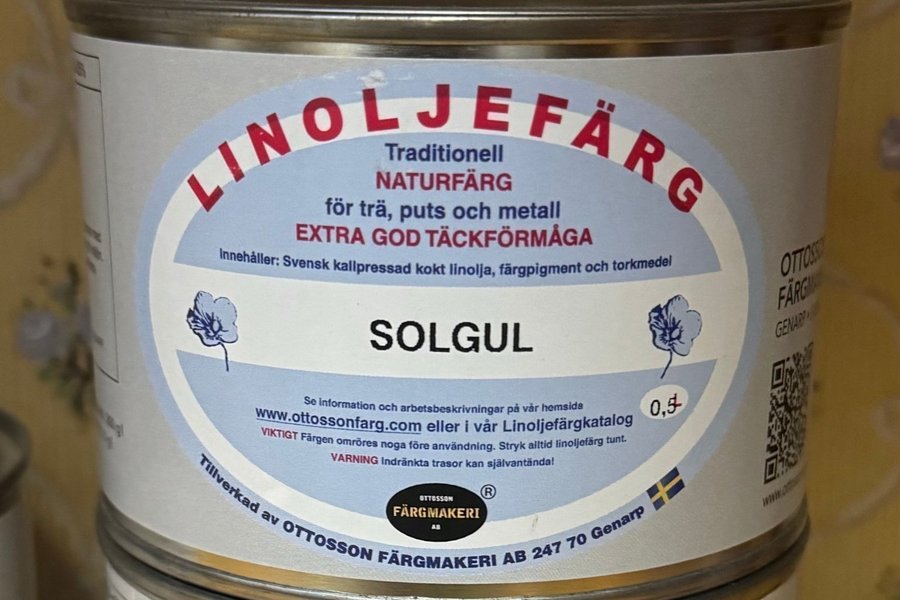 LINOLJEFÄRG
Traditionell
NATURFÄRG
för trä, puts och metall
EXTRA GOD TÄCKFÖRMÅGA
Innehåller: Svensk kallpressad kokt linolja, färgpigment och torkmedel
SOLGUL
Se information och arbetsbeskrivningar på vår hemsida
www.ottossonfarg.com eller i vår Linoljefärgkatalog
0,5L
VIKTIGT Färgen omröres noga före användning. Stryk alltid linoljefärg tunt.
VARNING Indränkta trasor kan självantända!
OTTOSSON
FÄRGMAKERI
AB
®
Tillverkad av OTTOSSON FÄRGMAKERI AB 247 70 Genarp
GENARP